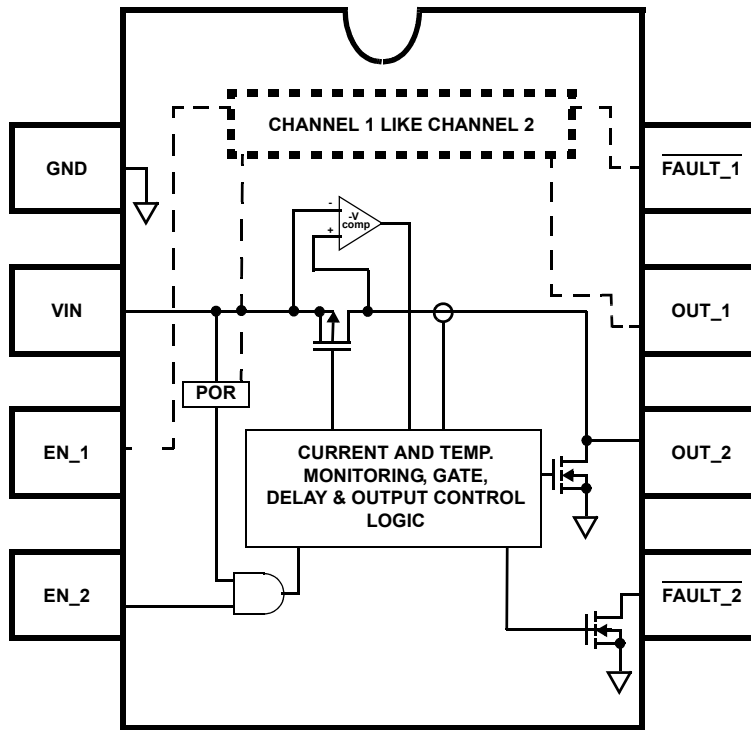 CHANNEL 1 LIKE CHANNEL 2
GND
FAULT_1
-
-V
comp
+
VIN
OUT_1
POR
EN_1
CURRENT AND TEMP.
MONITORING, GATE,
DELAY & OUTPUT CONTROL
LOGIC
OUT_2
EN_2
FAULT_2